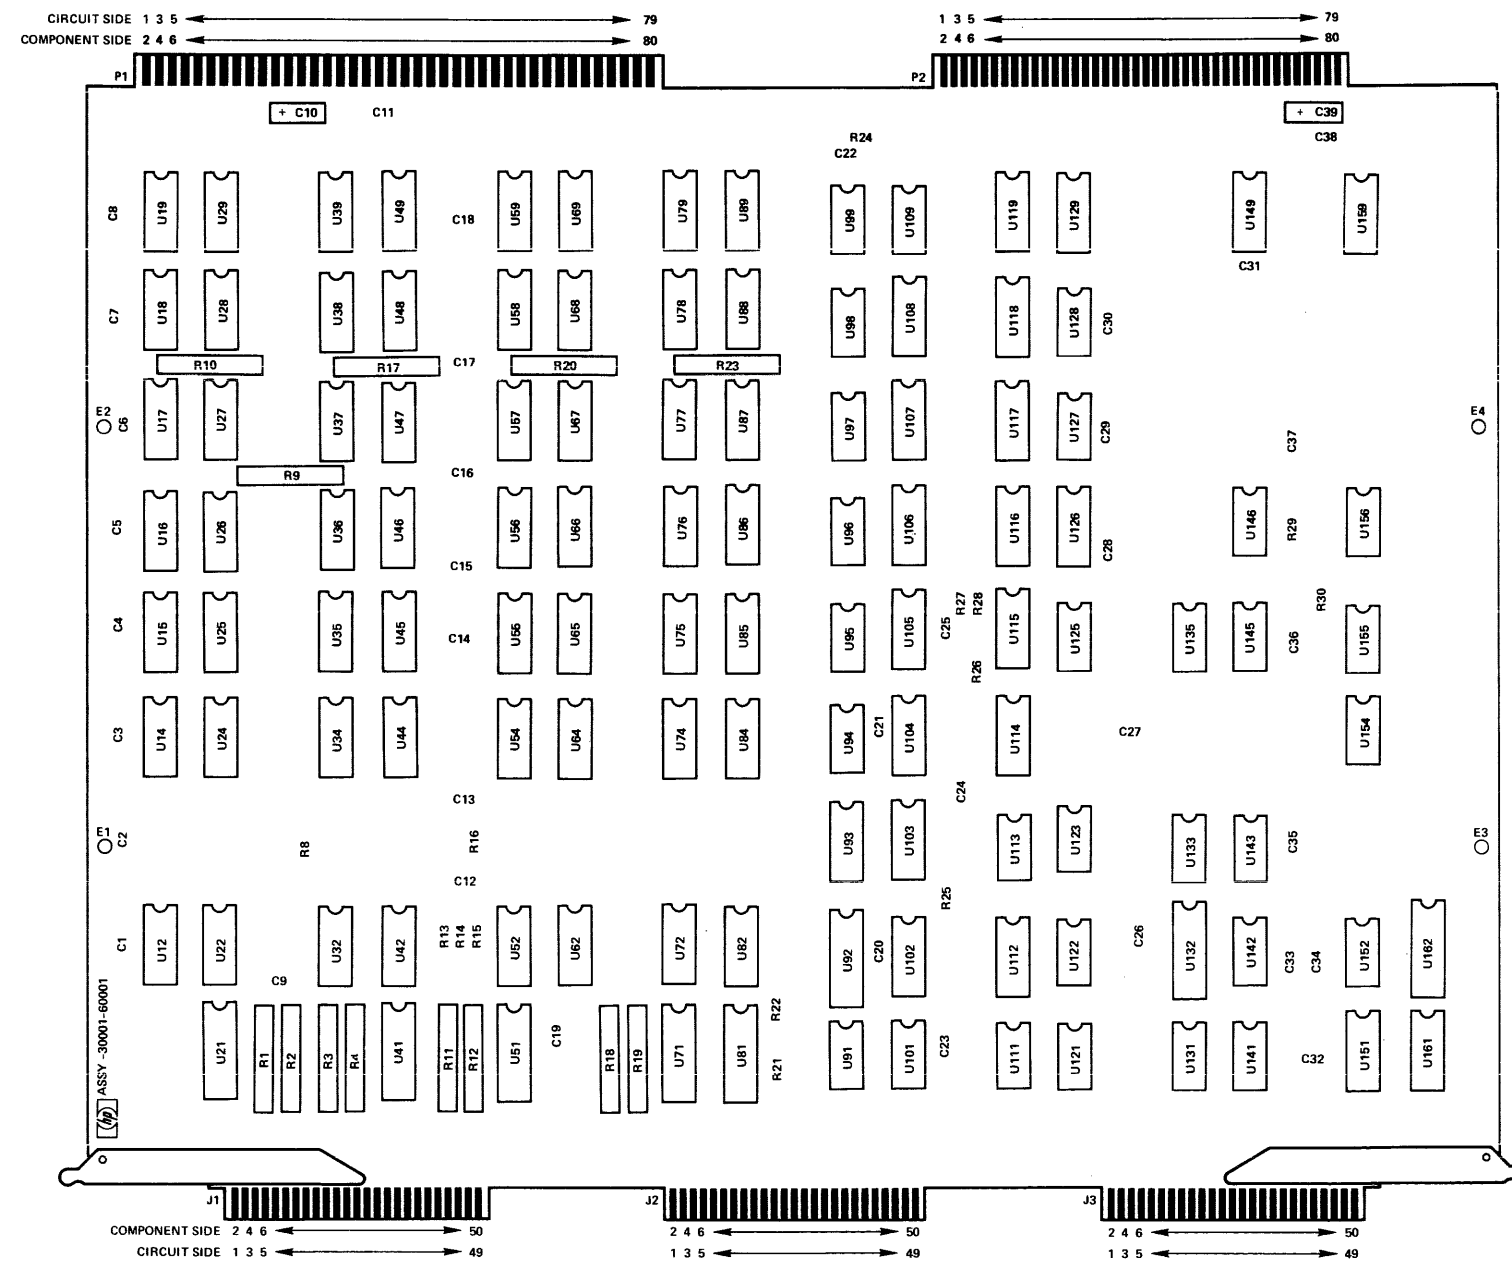 CIRCUIT SIDE 1 3 5 79
COMPONENT SIDE 2 4 6 80
1 3 5 79
2 4 6 80
P1
P2
+ C10
C11
+ C39
R24
C38
C22
C8 U19 U29 U39 U49 C18 U59 U69 U79 U89 U99 U109 U119 U129 U149 U159
C31
C7 U18 U28 U38 U48 U58 U68 U78 U88 U98 U108 U118 U128 C30
R10 R17 C17 R20 R23
E2 C6 U17 U27 U37 U47 U57 U67 U77 U87 U97 U107 U117 U127 C29 C37 E4
R9 C16
C5 U16 U26 U36 U46 U56 U66 U76 U86 U96 U106 U116 U126 C28 U146 R29 U156
C15
C4 U15 U25 U35 U45 C14 U55 U65 U75 U85 U95 U105 C25 R27 R28 U115 U125 U135 U145 C36 R30 U155
R26
C3 U14 U24 U34 U44 U54 U64 U74 U84 U94 C21 U104 U114 C27 U154
C13 C24
E1 C2 R8 R16 U93 U103 U113 U123 U133 U143 C35 E3
C12
R25
C1 U12 U22 U32 U42 R13 R14 R15 U52 U62 U72 U82 U92 C20 U102 U112 U122 C26 U132 U142 C33 C34 U152 U162
C9
ASSY -30001-60001
U21 R1 R2 R3 R4 U41 R11 R12 U51 C19 R18 R19 U71 U81 R22 R21 U91 U101 C23 U111 U121 U131 U141 C32 U151 U161
hp
J1
J2
J3
COMPONENT SIDE 2 4 6 50
CIRCUIT SIDE 1 3 5 49
2 4 6 50
1 3 5 49
2 4 6 50
1 3 5 49